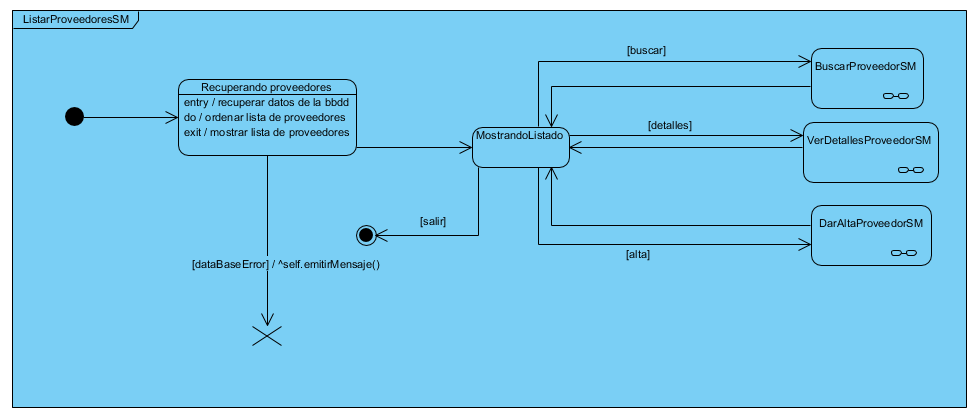 ListarProveedoresSM
Recuperando proveedores
entry / recuperar datos de la bbdd
do / ordenar lista de proveedores
exit / mostrar lista de proveedores
[dataBaseError] / ^self.emitirMensaje()
[salir]
MostrandoListado
[buscar]
BuscarProveedorSM
[detalles]
VerDetallesProveedorSM
[alta]
DarAltaProveedorSM